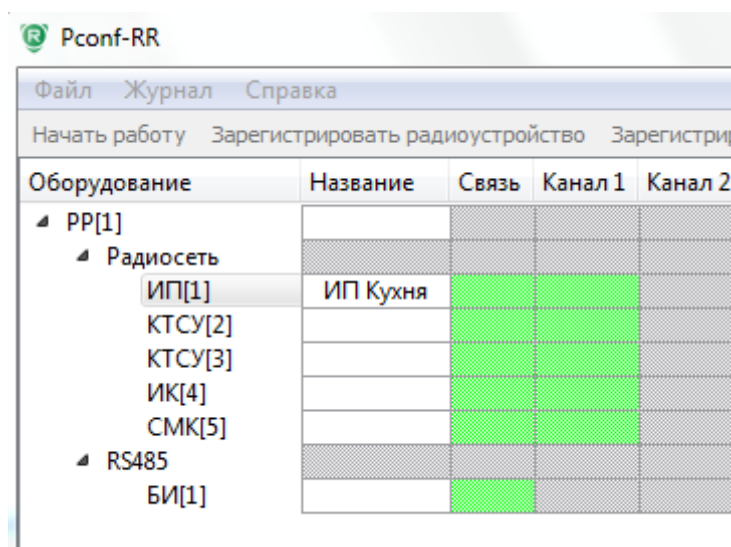 Pconf-RR
Файл Журнал Справка
Начать работу Зарегистрировать радиоустройство
Оборудование Название Связь Канал 1 Канал 2
РР[1]
Радиосеть
ИП[1] ИП Кухня
КТСУ[2]
КТСУ[3]
ИК[4]
СМК[5]
RS485
БИ[1]